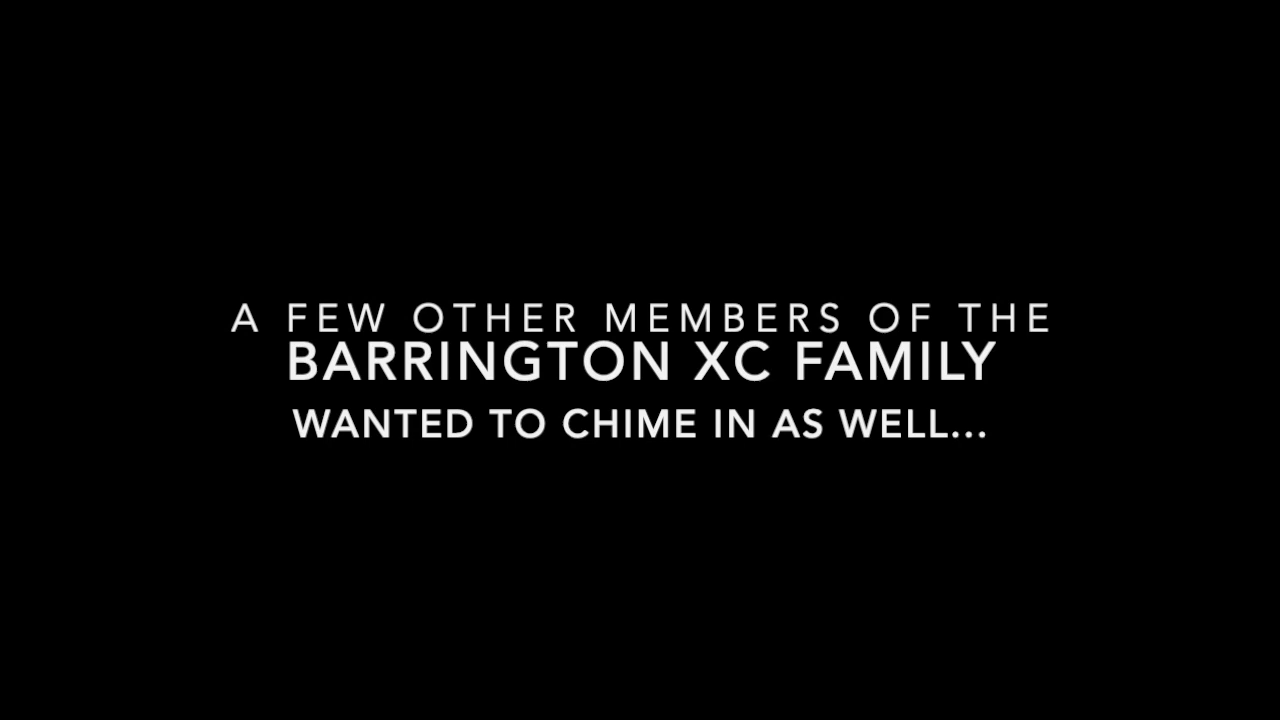 A FEW OTHER MEMBERS OF THE
BARRINGTON XC FAMILY
WANTED TO CHIME IN AS WELL...